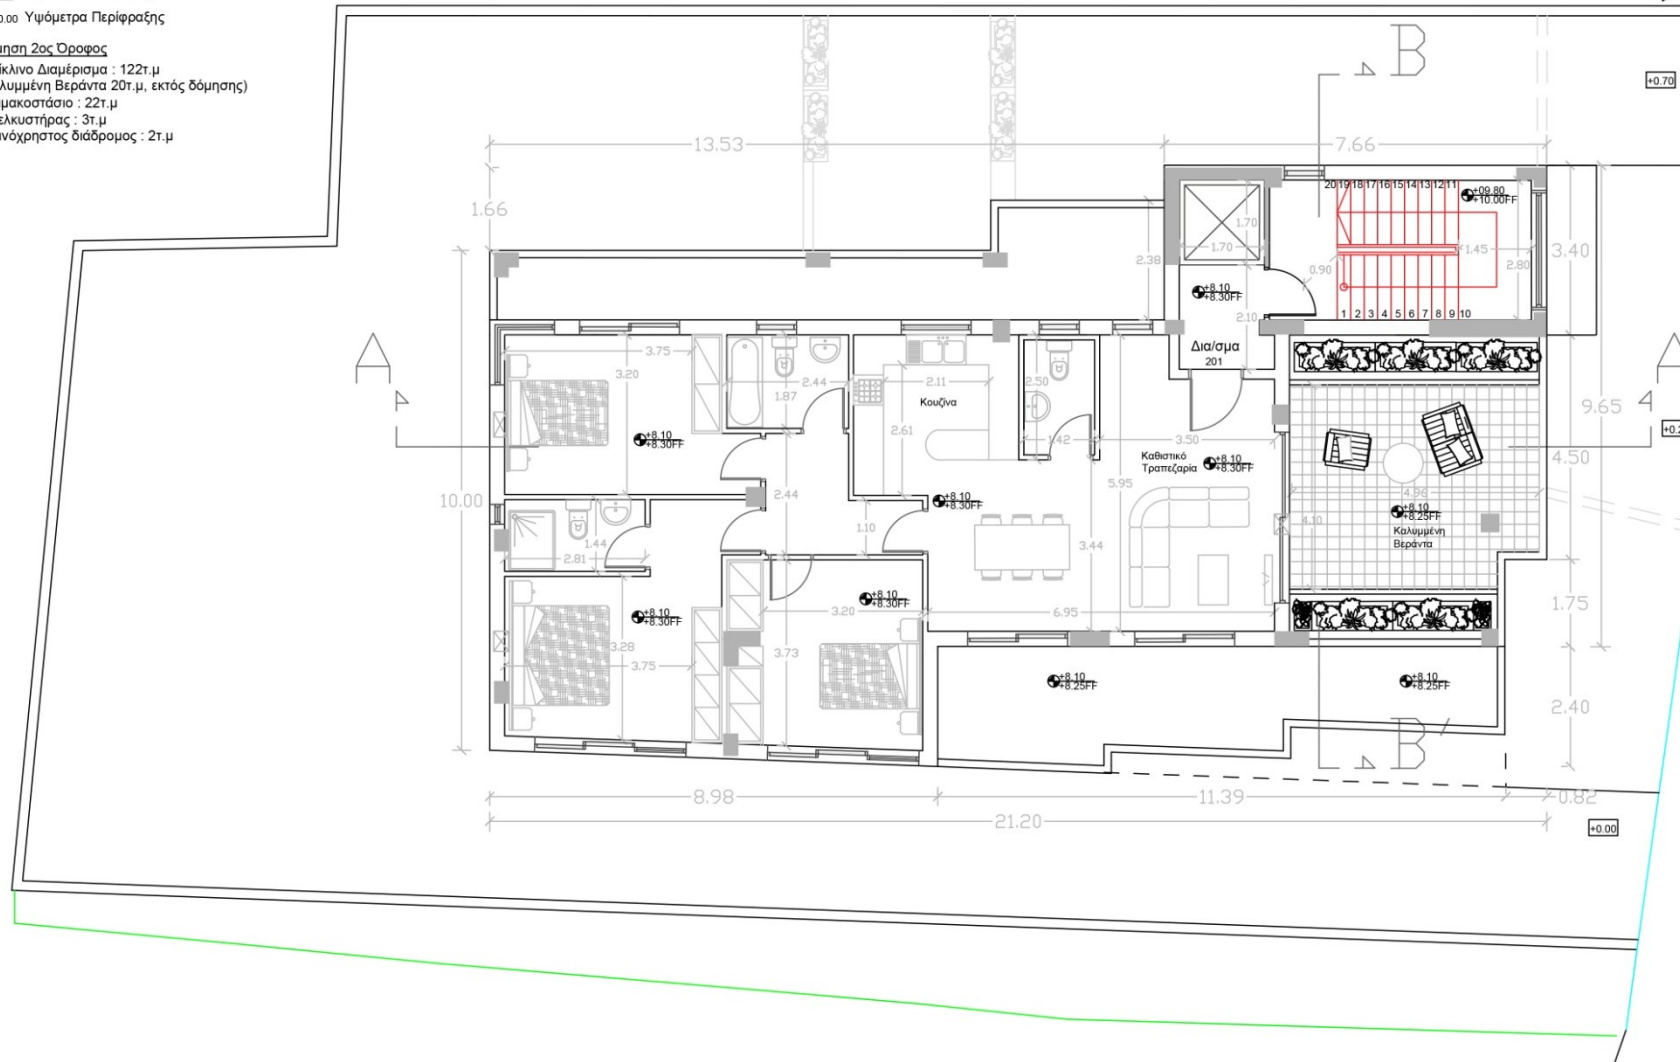 0.00 Υψόμετρα Περίφραξης
μηση 2ος Όροφος
ίκλινο Διαμέρισμα : 122τ.μ
λυμμένη Βεράντα 20τ.μ, εκτός δόμησης)
ιμακοστάσιο : 22τ.μ
ελκυστήρας : 3τ.μ
ινόχρηστος διάδρομος : 2τ.μ
B
+0.70
13.53
7.66
20 19 18 17 16 15 14 13 12 11
+09.80
+10.00FF
1.66
1.70
1.70
1.45
3.40
2.38
0.90
2.80
+8.10
+8.30FF
2.10
1 2 3 4 5 6 7 8 9 10
Δια/σμα
201
A
A
3.75
3.20
2.44
1.87
2.11
2.50
Κουζίνα
2.61
9.65
+8.10
+8.30FF
1.42
3.50
+0.2
Καθιστικό
Τραπεζαρία
+8.10
+8.30FF
4.50
5.95
10.00
2.44
+8.10
+8.30FF
4.96
+8.10
+8.25FF
4.10
Καλυμμένη
Βεράντα
1.10
1.44
2.81
3.44
+8.10
+8.30FF
3.20
+8.10
+8.30FF
6.95
1.75
3.28
3.75
3.73
+8.10
+8.25FF
+8.10
+8.25FF
2.40
B'
8.98
11.39
0.82
21.20
+0.00